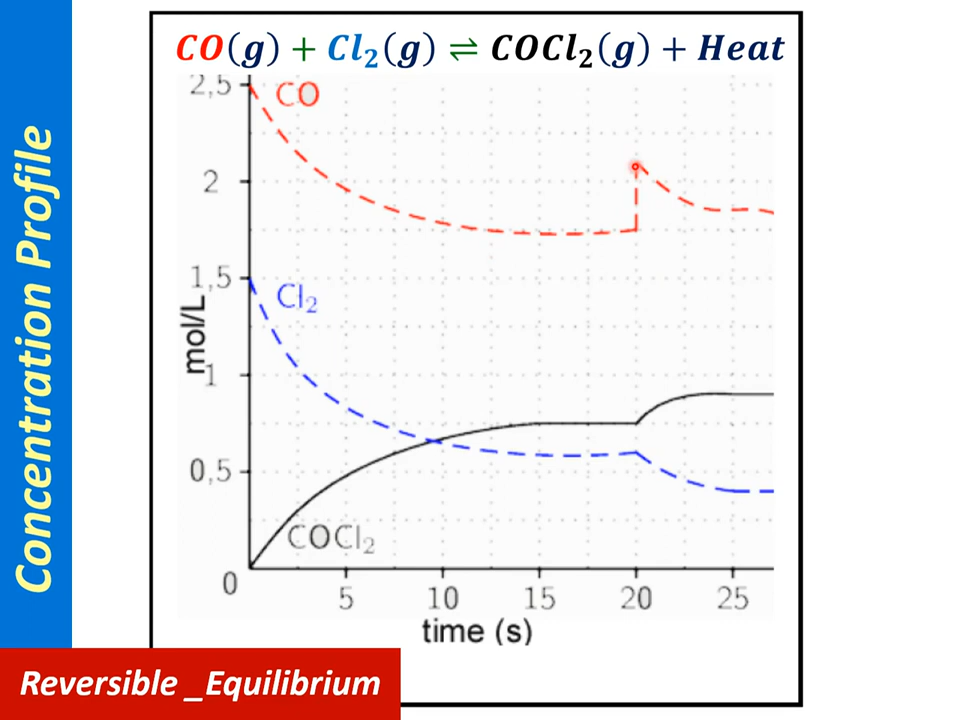 Concentration Profile
CO(g) + Cl₂(g) ⇌ COCl₂(g) + Heat
2,5
CO
2
1,5
Cl₂
mol/L
1
0,5
COCl₂
0
5 10 15 20 25
time (s)
Reversible _Equilibrium